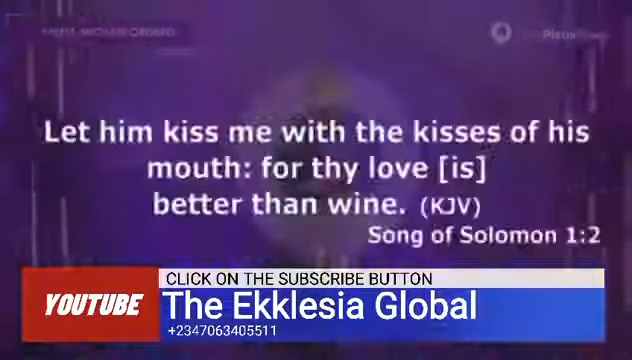 Let him kiss me with the kisses of his
mouth: for thy love [is]
better than wine. (KJV)
Song of Solomon 1:2
CLICK ON THE SUBSCRIBE BUTTON
YOUTUBE
The Ekklesia Global
+2347063405511